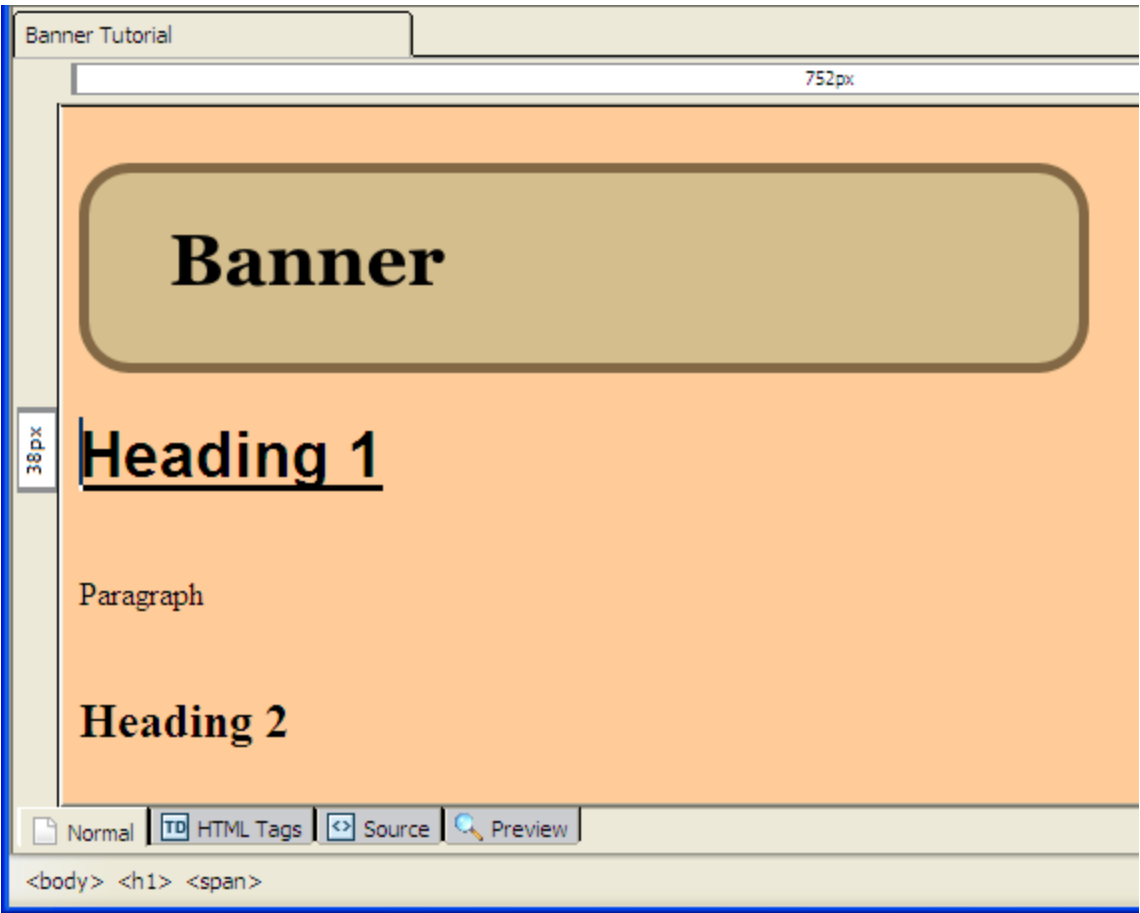 Banner Tutorial
752px
Banner
38px
Heading 1
Paragraph
Heading 2
Normal TD HTML Tags <> Source Preview
<body> <h1> <span>